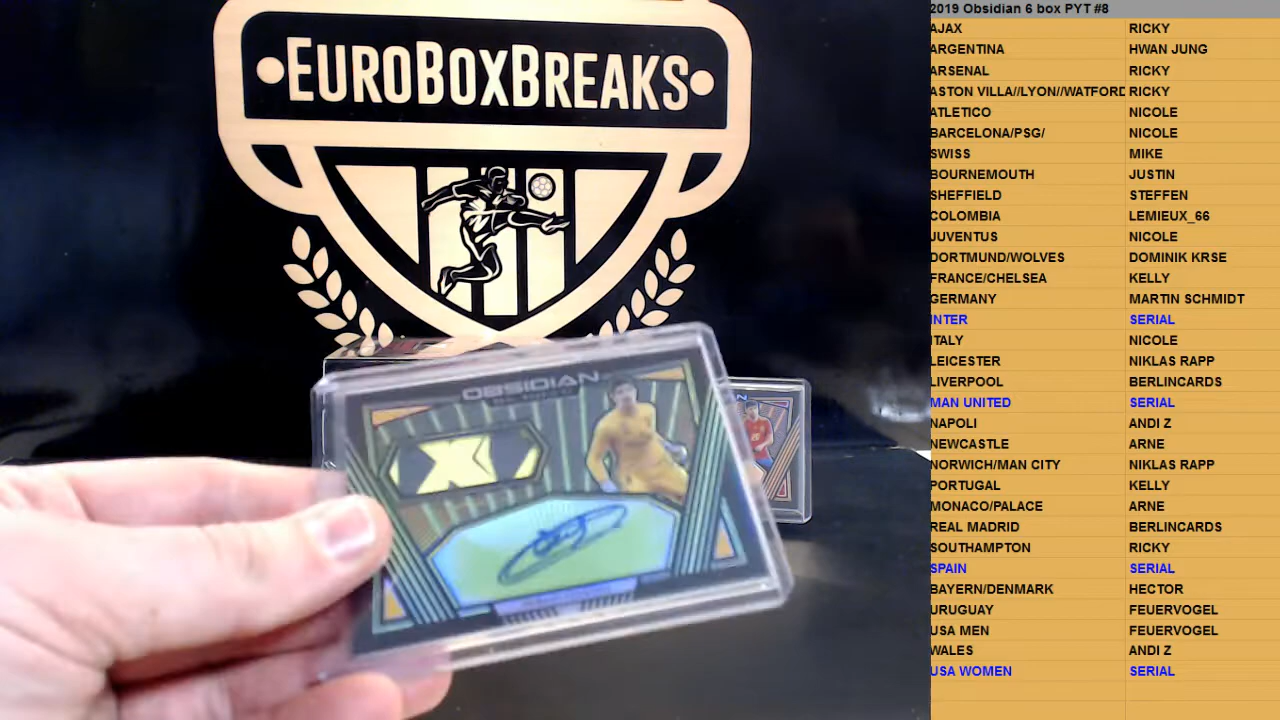 EUROBOXBREAKS
OBSIDIAN
2019 Obsidian 6 box PYT #8
AJAX RICKY
ARGENTINA HWAN JUNG
ARSENAL RICKY
ASTON VILLA//LYON//WATFORD RICKY
ATLETICO NICOLE
BARCELONA/PSG/ NICOLE
SWISS MIKE
BOURNEMOUTH JUSTIN
SHEFFIELD STEFFEN
COLOMBIA LEMIEUX_66
JUVENTUS NICOLE
DORTMUND/WOLVES DOMINIK KRSE
FRANCE/CHELSEA KELLY
GERMANY MARTIN SCHMIDT
INTER SERIAL
ITALY NICOLE
LEICESTER NIKLAS RAPP
LIVERPOOL BERLINCARDS
MAN UNITED SERIAL
NAPOLI ANDI Z
NEWCASTLE ARNE
NORWICH/MAN CITY NIKLAS RAPP
PORTUGAL KELLY
MONACO/PALACE ARNE
REAL MADRID BERLINCARDS
SOUTHAMPTON RICKY
SPAIN SERIAL
BAYERN/DENMARK HECTOR
URUGUAY FEUERVOGEL
USA MEN FEUERVOGEL
WALES ANDI Z
USA WOMEN SERIAL